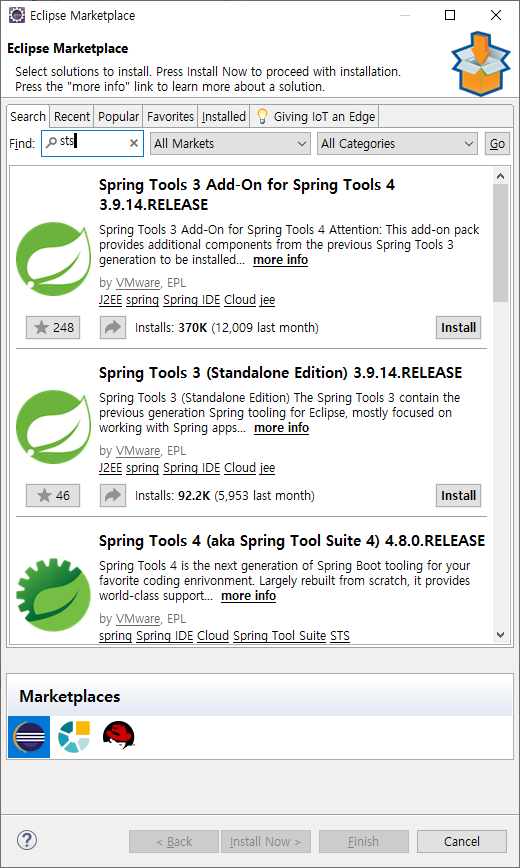 Eclipse Marketplace
Eclipse Marketplace
Select solutions to install. Press Install Now to proceed with installation.
Press the "more info" link to learn more about a solution.
Search Recent Popular Favorites Installed Giving IoT an Edge
Find: sts All Markets All Categories Go
Spring Tools 3 Add-On for Spring Tools 4
3.9.14.RELEASE
Spring Tools 3 Add-On for Spring Tools 4 Attention: This add-on pack
provides additional components from the previous Spring Tools 3
generation to be installed... more info
by VMware, EPL
J2EE spring Spring IDE Cloud jee
248 Installs: 370K (12,009 last month) Install
Spring Tools 3 (Standalone Edition) 3.9.14.RELEASE
Spring Tools 3 (Standalone Edition) The Spring Tools 3 contain the
previous generation Spring tooling for Eclipse, mostly focused on
working with Spring apps... more info
by VMware, EPL
J2EE spring Spring IDE Cloud jee
46 Installs: 92.2K (5,953 last month) Install
Spring Tools 4 (aka Spring Tool Suite 4) 4.8.0.RELEASE
Spring Tools 4 is the next generation of Spring Boot tooling for your
favorite coding enrivonment. Largely rebuilt from scratch, it provides
world-class support... more info
by VMware, EPL
spring Spring IDE Cloud Spring Tool Suite STS
Marketplaces
? < Back Install Now > Finish Cancel